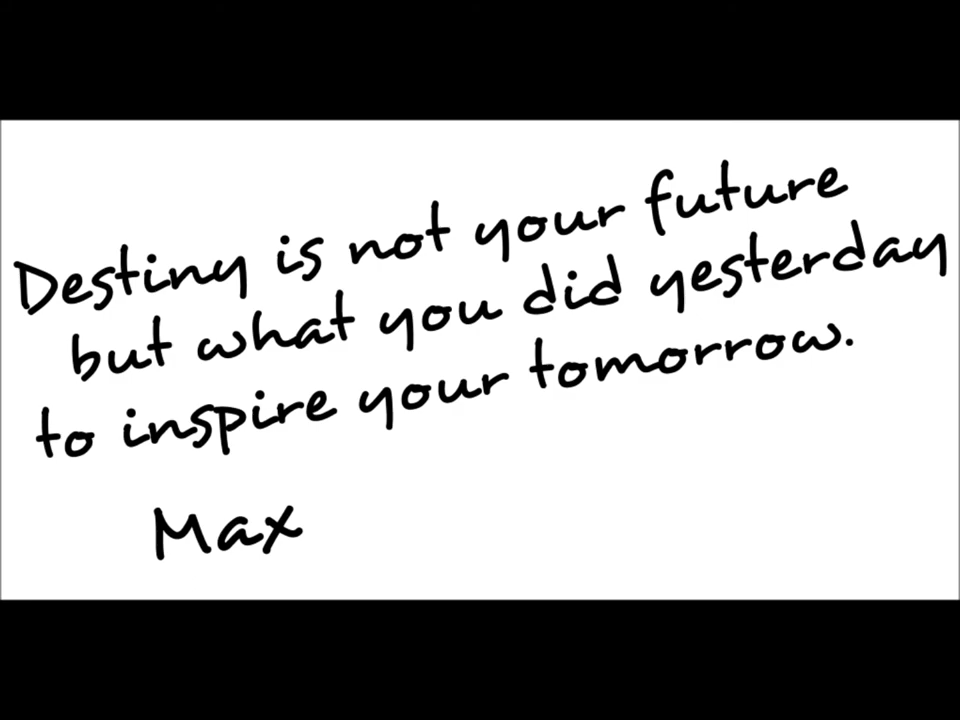 Destiny is not your future
but what you did yesterday
to inspire your tomorrow.
Max